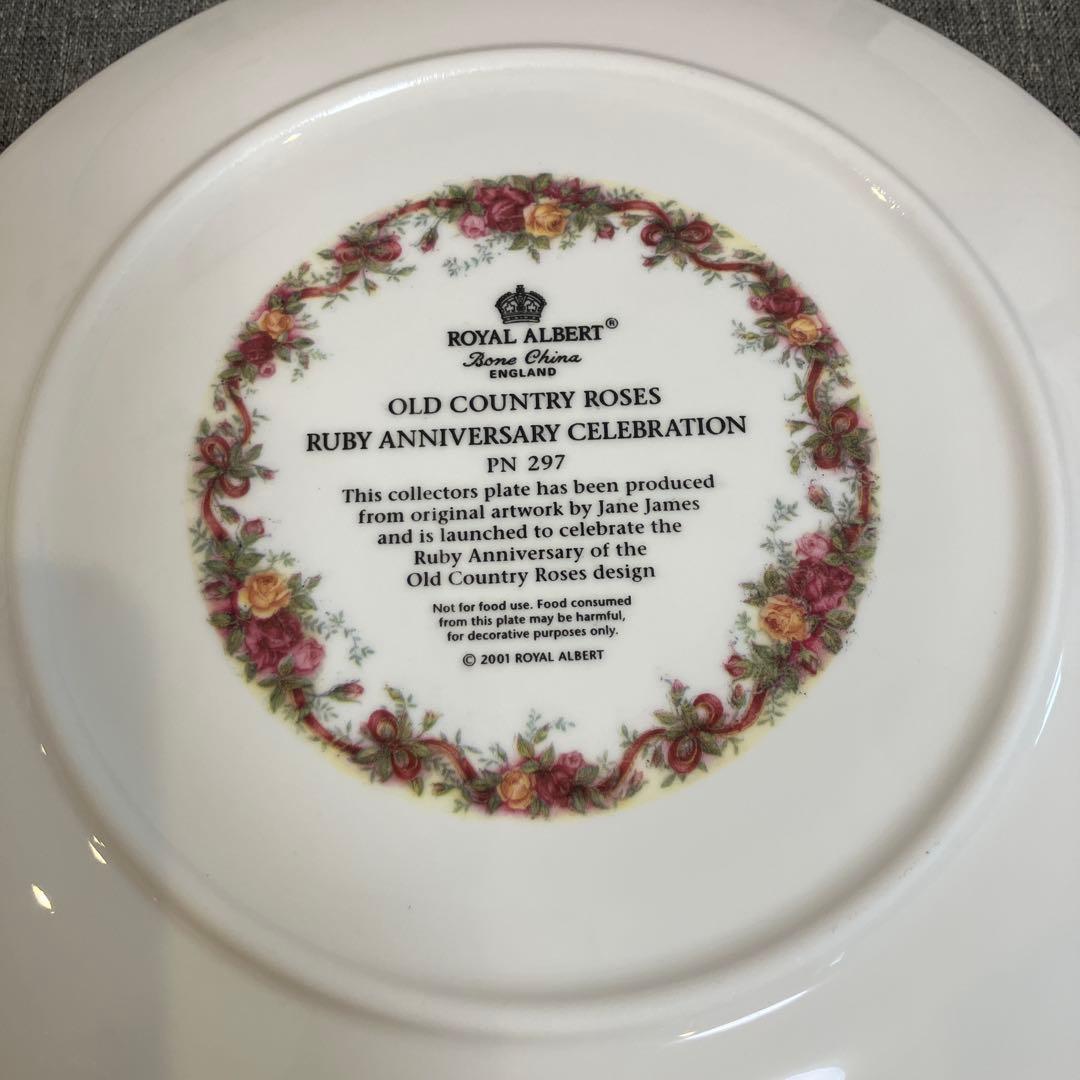 ROYAL ALBERT®
Bone China
ENGLAND
OLD COUNTRY ROSES
RUBY ANNIVERSARY CELEBRATION
PN 297
This collectors plate has been produced
from original artwork by Jane James
and is launched to celebrate the
Ruby Anniversary of the
Old Country Roses design
Not for food use. Food consumed
from this plate may be harmful,
for decorative purposes only.
© 2001 ROYAL ALBERT